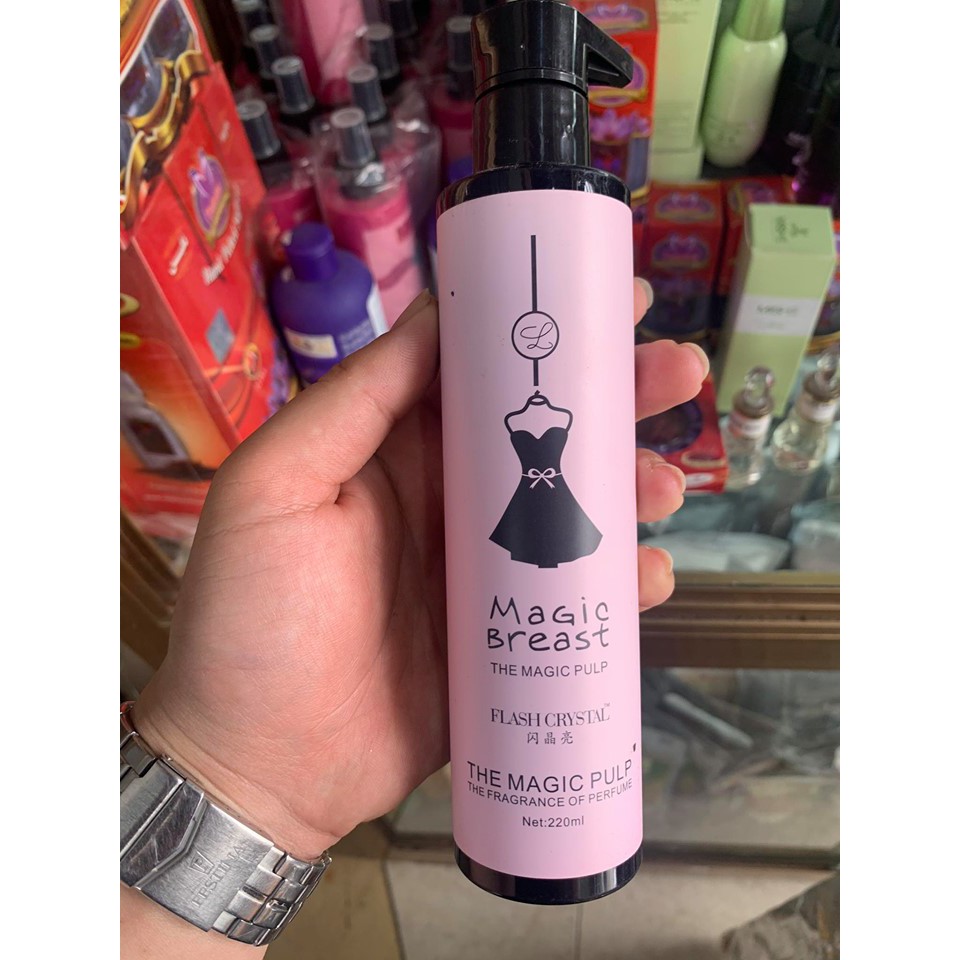 L
Magic
Breast
THE MAGIC PULP
FLASH CRYSTAL™
闪晶亮
THE MAGIC PULP
THE FRAGRANCE OF PERFUME
Net:220ml